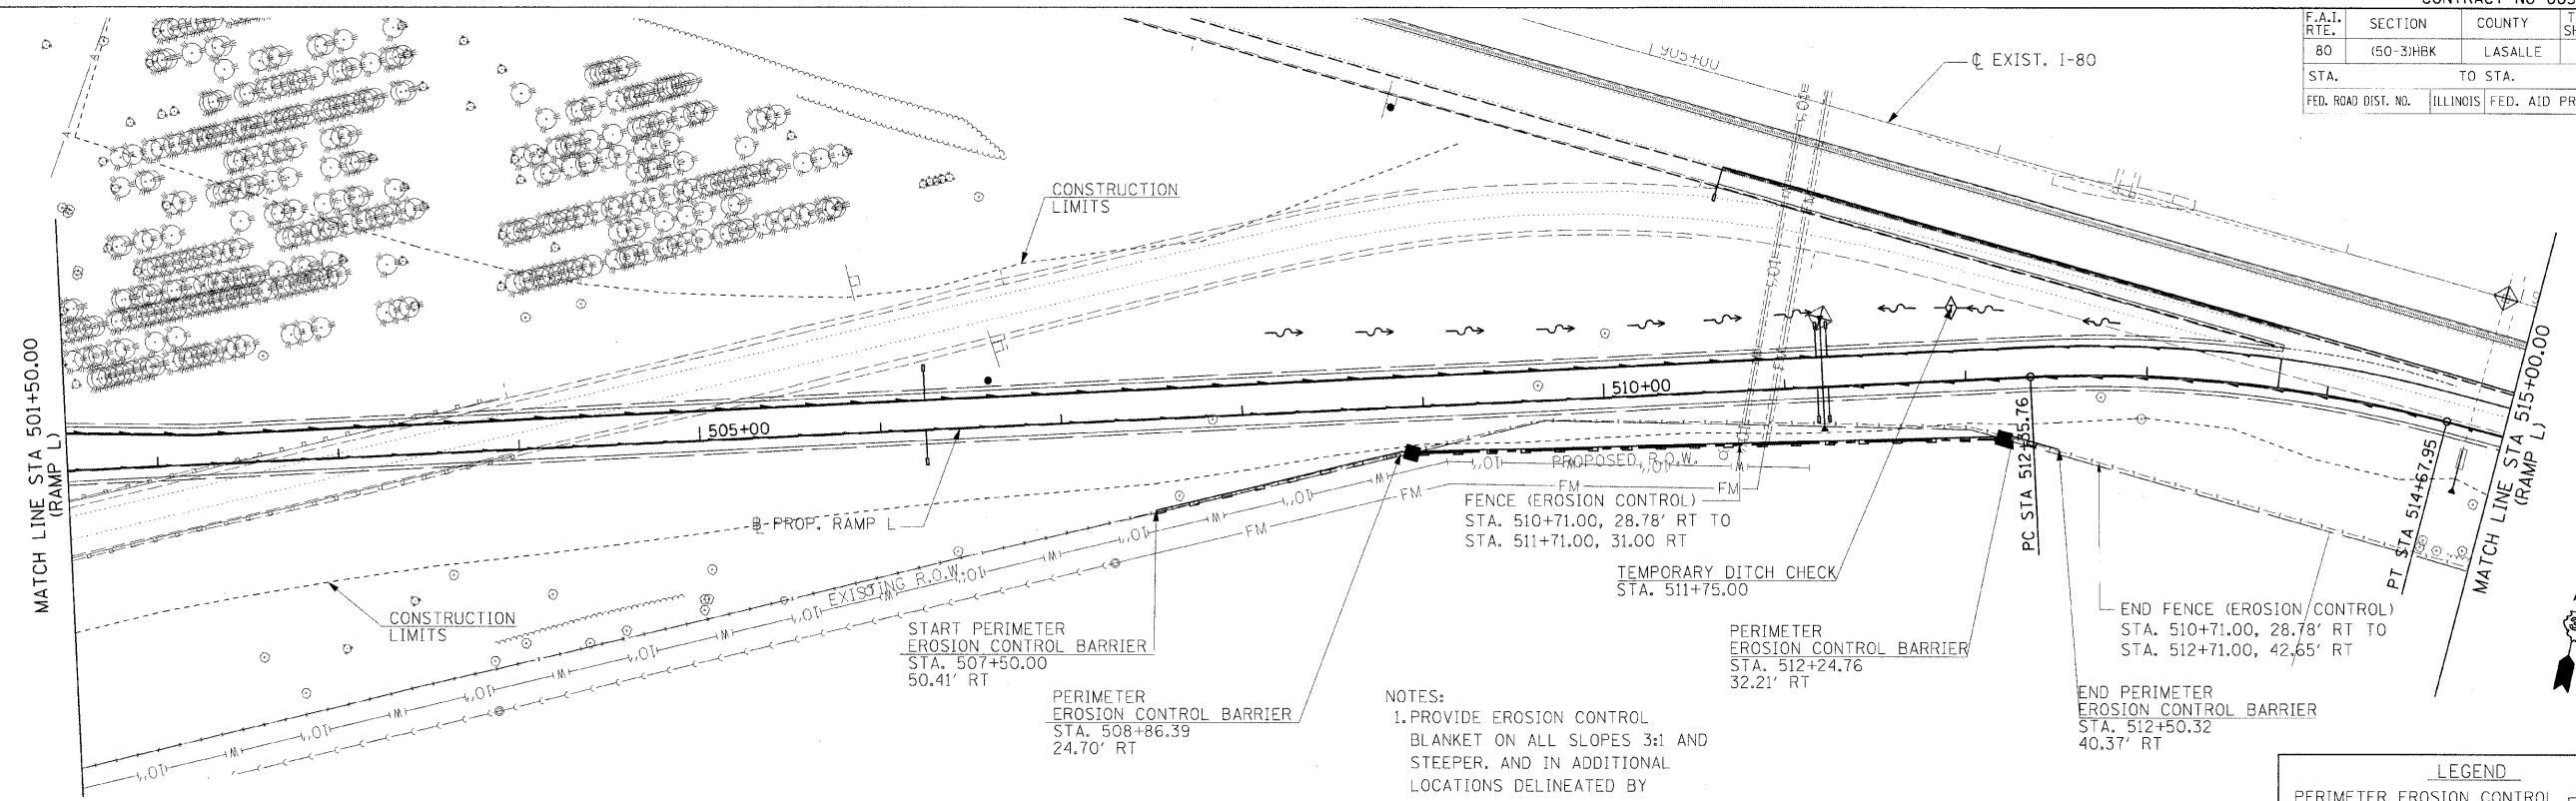 F.A.I. RTE. SECTION COUNTY
80 (50-3)HBK LASALLE
STA. TO STA.
FED. ROAD DIST. NO. ILLINOIS FED. AID
L905+00
℄ EXIST. I-80
CONSTRUCTION
LIMITS
MATCH LINE STA 501+50.00
(RAMP L)
505+00
510+00
PROPOSED R.O.W.
FM
FM
FM
FM
EXISTING R.O.W.
PROP. RAMP L
CONSTRUCTION
LIMITS
FENCE (EROSION CONTROL)
STA. 510+71.00, 28.78' RT TO
STA. 511+71.00, 31.00 RT
TEMPORARY DITCH CHECK
STA. 511+75.00
PC STA 512+35.76
PT STA 514+67.95
MATCH LINE STA 515+00.00
(RAMP L)
START PERIMETER
EROSION CONTROL BARRIER
STA. 507+50.00
50.41' RT
PERIMETER
EROSION CONTROL BARRIER
STA. 508+86.39
24.70' RT
PERIMETER
EROSION CONTROL BARRIER
STA. 512+24.76
32.21' RT
END FENCE (EROSION CONTROL)
STA. 510+71.00, 28.78' RT TO
STA. 512+71.00, 42.65' RT
END PERIMETER
EROSION CONTROL BARRIER
STA. 512+50.32
40.37' RT
NOTES:
1.PROVIDE EROSION CONTROL
BLANKET ON ALL SLOPES 3:1 AND
STEEPER. AND IN ADDITIONAL
LOCATIONS DELINEATED BY
LEGEND
PERIMETER EROSION CONTROL